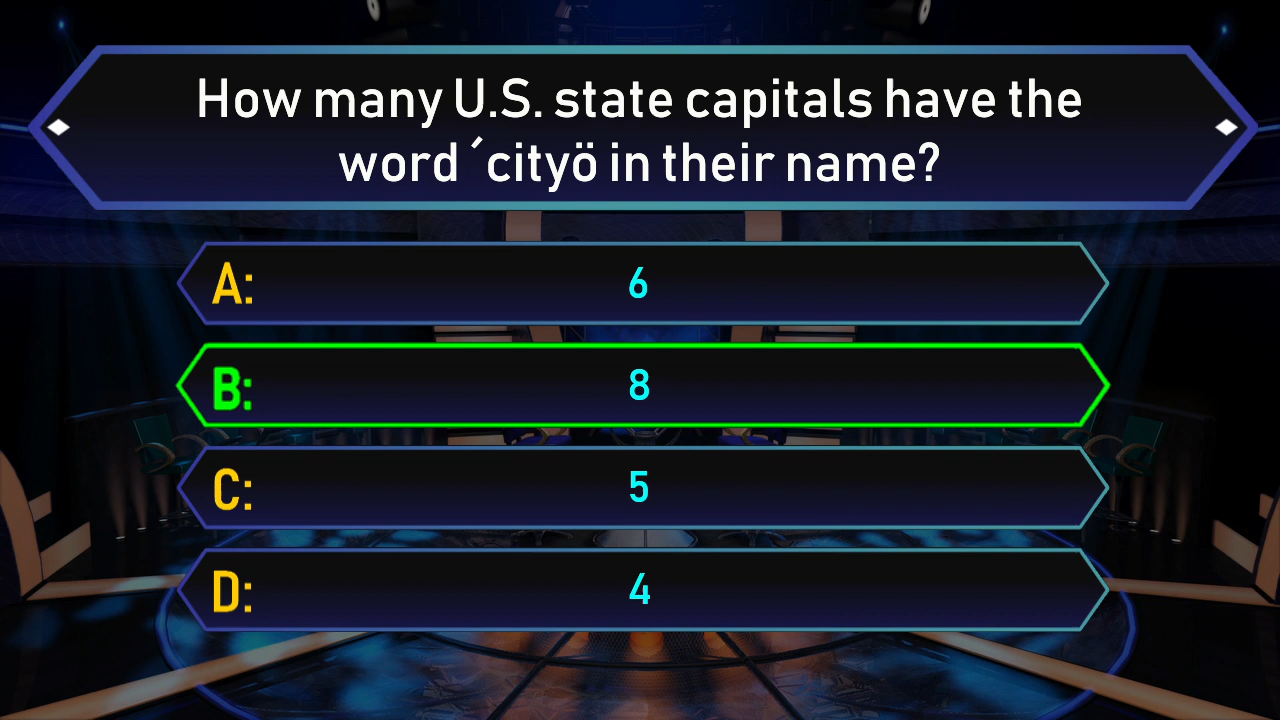 How many U.S. state capitals have the
word ´cityö in their name?
A: 6
B: 8
C: 5
D: 4